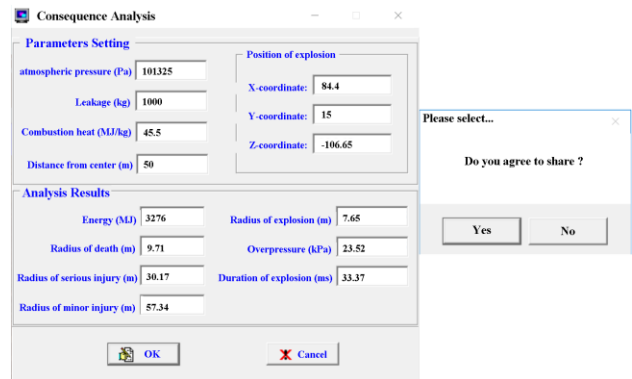 Consequence Analysis
Parameters Setting
atmospheric pressure (Pa) 101325
Leakage (kg) 1000
Combustion heat (MJ/kg) 45.5
Distance from center (m) 50
Position of explosion
X-coordinate: 84.4
Y-coordinate: 15
Z-coordinate: -106.65
Analysis Results
Energy (MJ) 3276
Radius of death (m) 9.71
Radius of serious injury (m) 30.17
Radius of minor injury (m) 57.34
Radius of explosion (m) 7.65
Overpressure (kPa) 23.52
Duration of explosion (ms) 33.37
OK
Cancel
Please select...
Do you agree to share ?
Yes
No